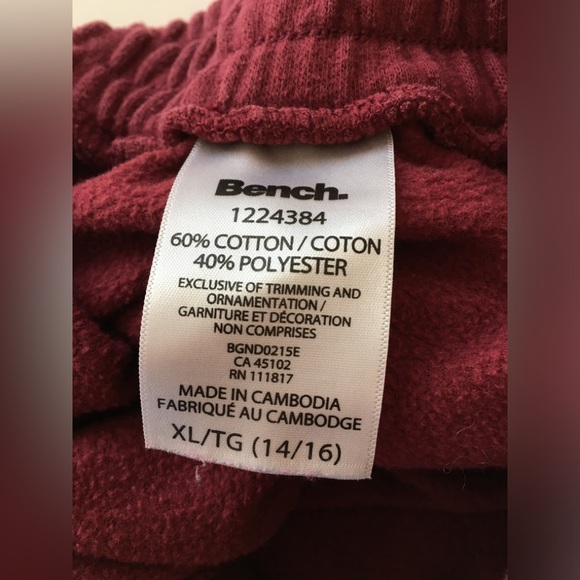 Bench.
1224384
60% COTTON / COTON
40% POLYESTER
EXCLUSIVE OF TRIMMING AND
ORNAMENTATION /
GARNITURE ET DÉCORATION
NON COMPRISES
BGND0215E
CA 45102
RN 111817
MADE IN CAMBODIA
FABRIQUÉ AU CAMBODGE
XL/TG (14/16)